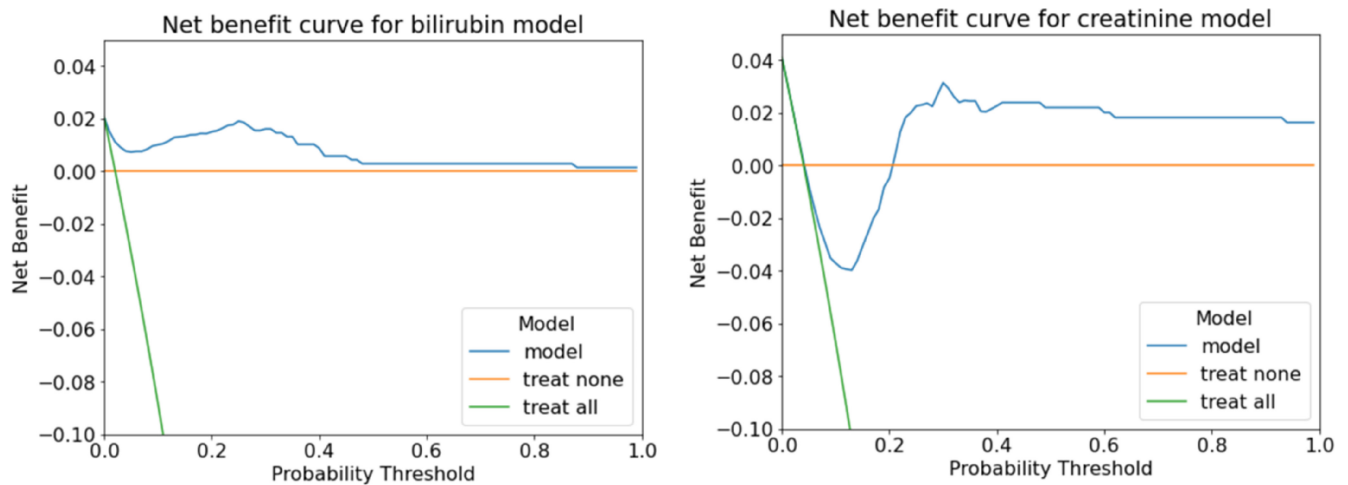 Net benefit curve for bilirubin model
0.04
0.02
0.00
−0.02
−0.04
−0.06
−0.08
−0.10
Net Benefit
0.0 0.2 0.4 0.6 0.8 1.0
Probability Threshold
Model
model
treat none
treat all
Net benefit curve for creatinine model
0.04
0.02
0.00
−0.02
−0.04
−0.06
−0.08
−0.10
Net Benefit
0.0 0.2 0.4 0.6 0.8 1.0
Probability Threshold
Model
model
treat none
treat all